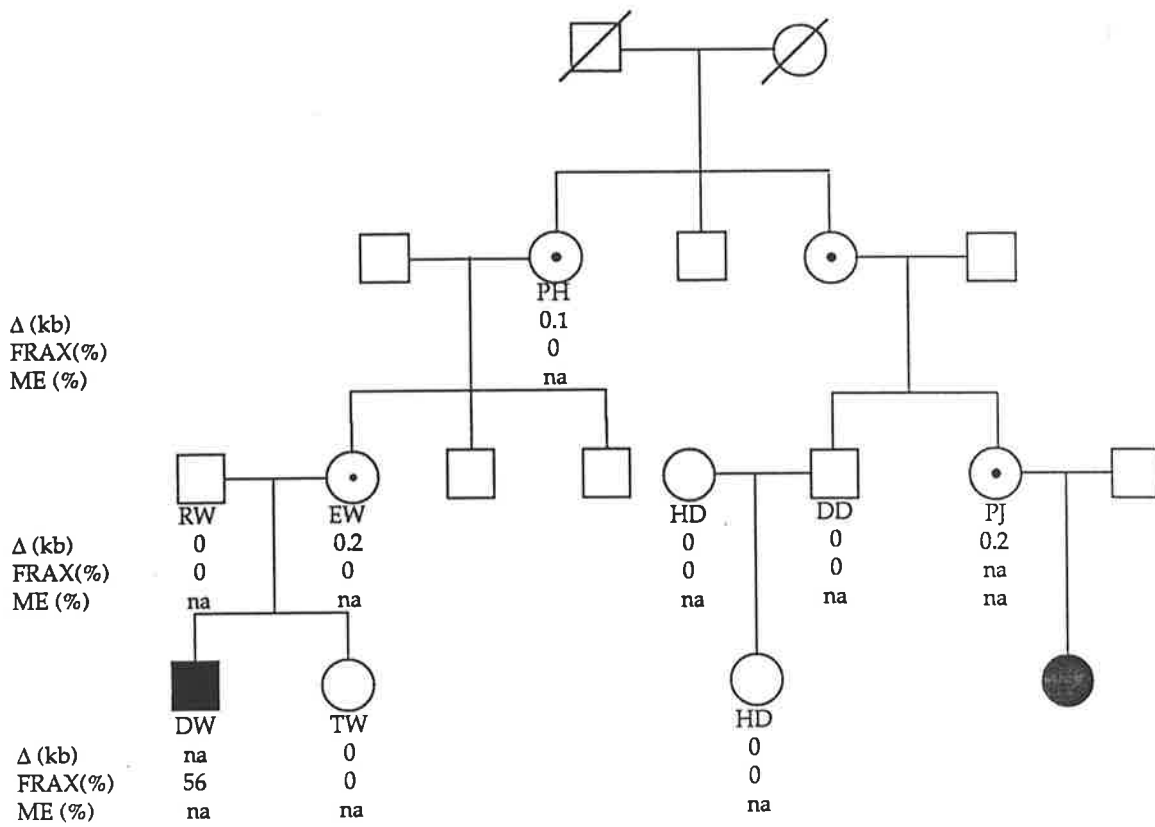 PH
Δ (kb) 0.1
FRAX(%) 0
ME (%) na
RW EW HD DD PJ
Δ (kb) 0 0.2 0 0 0.2
FRAX(%) 0 0 0 0 na
ME (%) na na na na na
DW TW HD
Δ (kb) na 0 0
FRAX(%) 56 0 0
ME (%) na na na